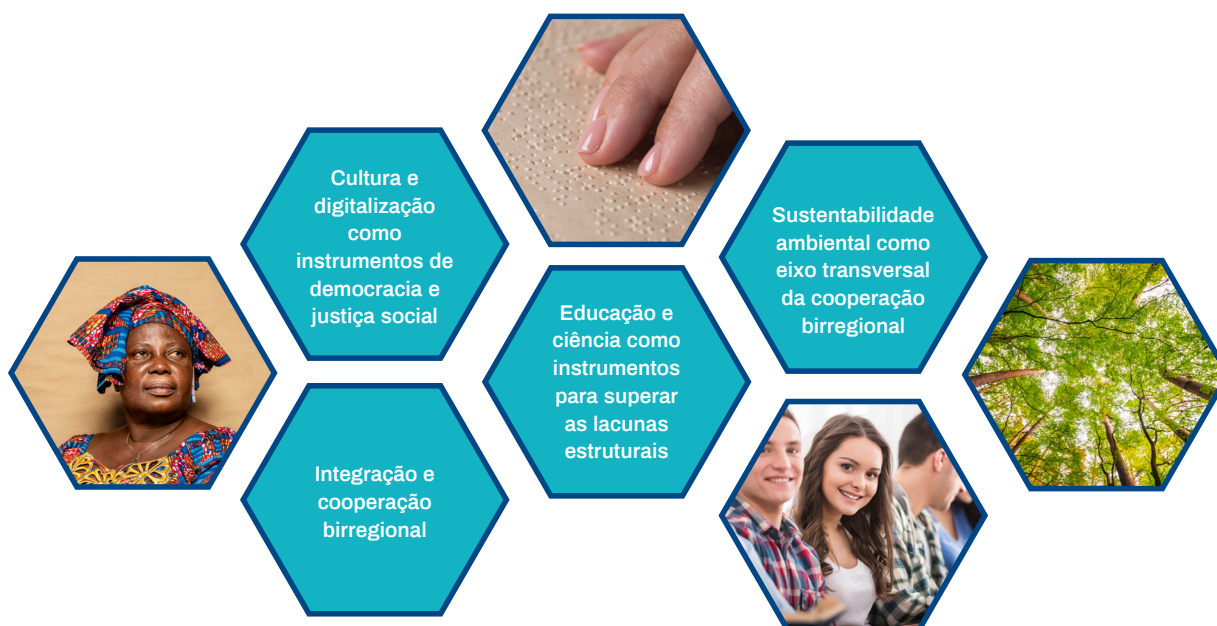 Cultura e
digitalização
como
instrumentos de
democracia e
justiça social
Sustentabilidade
ambiental como
eixo transversal
da cooperação
birregional
Educação e
ciência como
instrumentos
para superar
as lacunas
estruturais
Integração e
cooperação
birregional